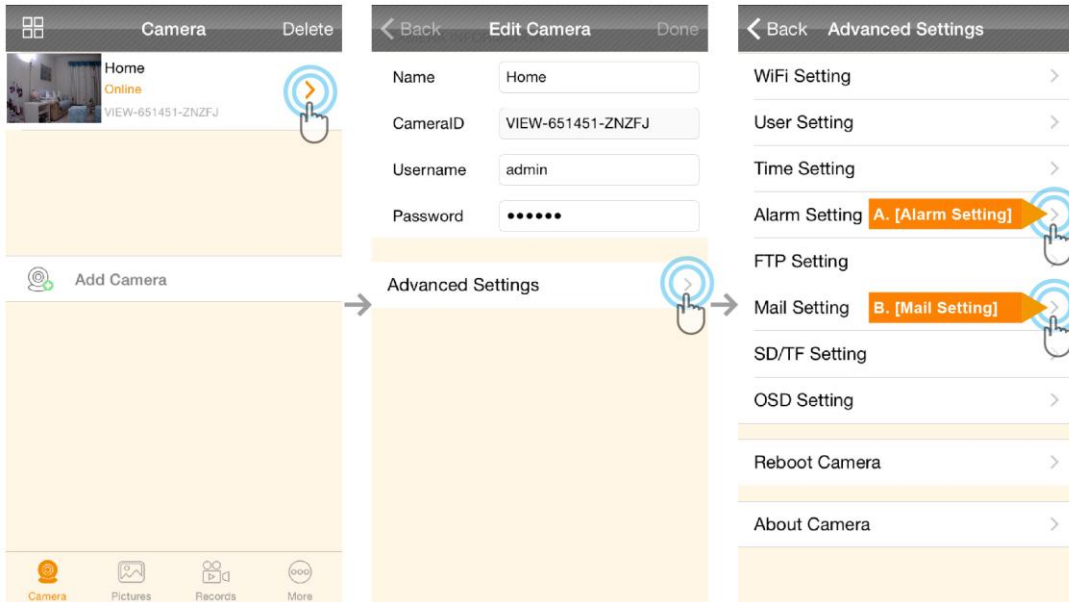 Camera
Delete
Home
Online
VIEW-651451-ZNZFJ
Add Camera
Camera
Pictures
Records
More
Back
Edit Camera
Done
Name
Home
CameraID
VIEW-651451-ZNZFJ
Username
admin
Password
••••••
Advanced Settings
Back
Advanced Settings
WiFi Setting
User Setting
Time Setting
Alarm Setting A. [Alarm Setting]
FTP Setting
Mail Setting B. [Mail Setting]
SD/TF Setting
OSD Setting
Reboot Camera
About Camera